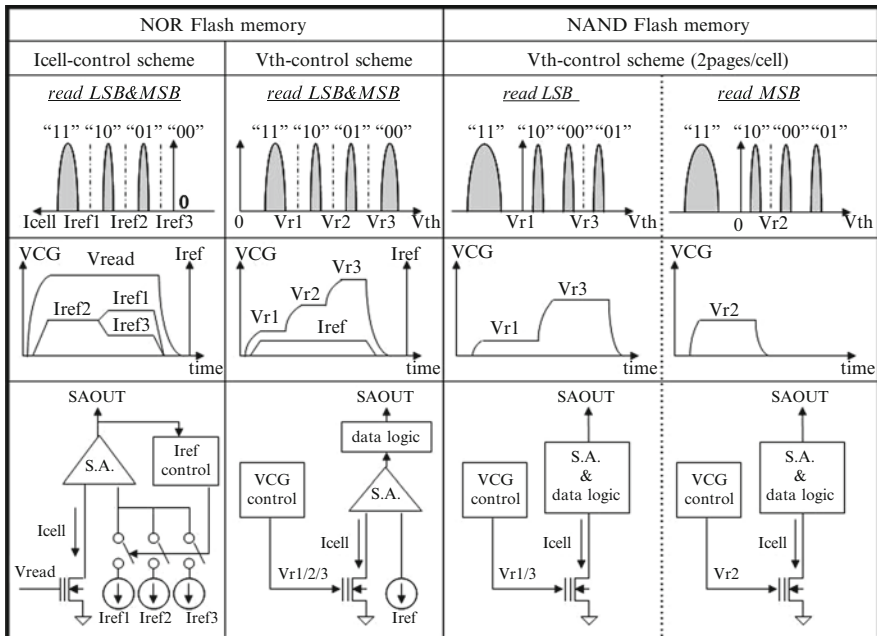 NOR Flash memory
NAND Flash memory
Icell-control scheme
Vth-control scheme
Vth-control scheme (2pages/cell)
read LSB&MSB
read LSB&MSB
read LSB
read MSB
“11” “10” “01” “00”
“11” “10” “01” “00”
“11” “10” “00” “01”
“11” “10” “00” “01”
0
Icell Iref1 Iref2 Iref3
0 Vr1 Vr2 Vr3 Vth
Vr1 Vr3 Vth
0 Vr2 Vth
VCG Vread Iref
Iref2 Iref1
Iref3
time
VCG Iref
Vr1 Vr2 Vr3
Iref
time
VCG
Vr1 Vr3
time
VCG
Vr2
time
SAOUT
S.A.
Iref
control
Icell
Vread
Iref1 Iref2 Iref3
SAOUT
data logic
VCG
control
S.A.
Icell
Vr1/2/3
Iref
SAOUT
VCG
control
S.A.
&
data logic
Icell
Vr1/3
SAOUT
VCG
control
S.A.
&
data logic
Icell
Vr2